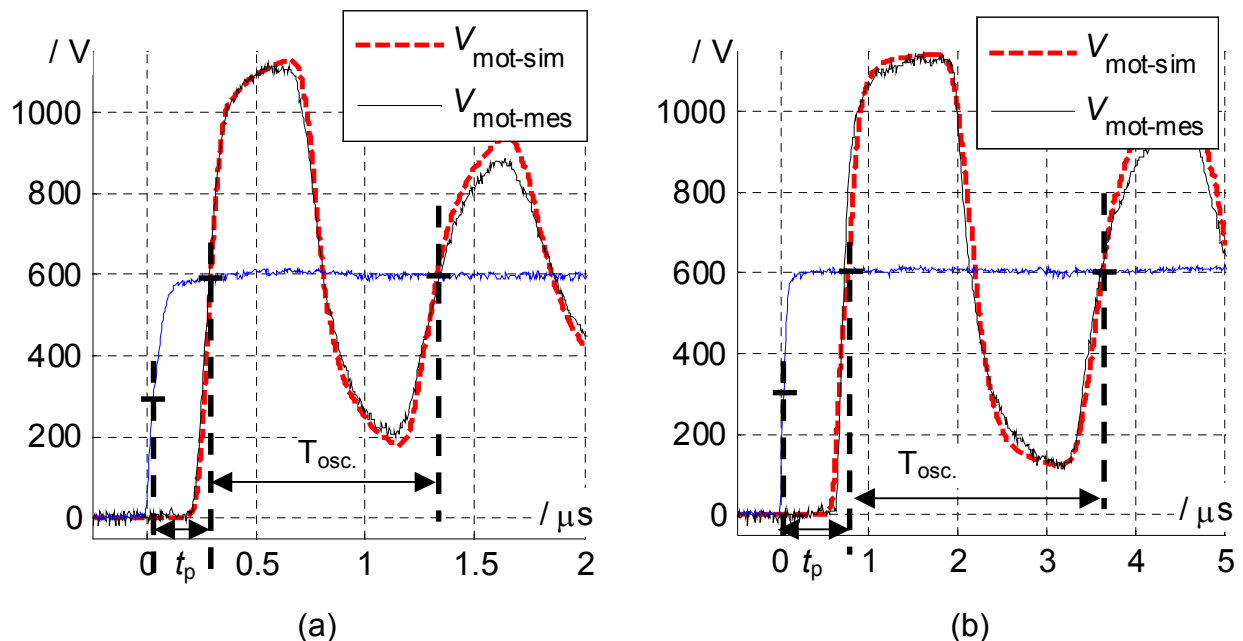 / V
V mot-sim
V mot-mes
1000
800
600
400
200
0
T osc.
/ μs
0 t p 0.5 1 1.5 2
(a)
/ V
V mot-sim
V mot-mes
1000
800
600
400
200
0
T osc.
/ μs
0 t p 1 2 3 4 5
(b)